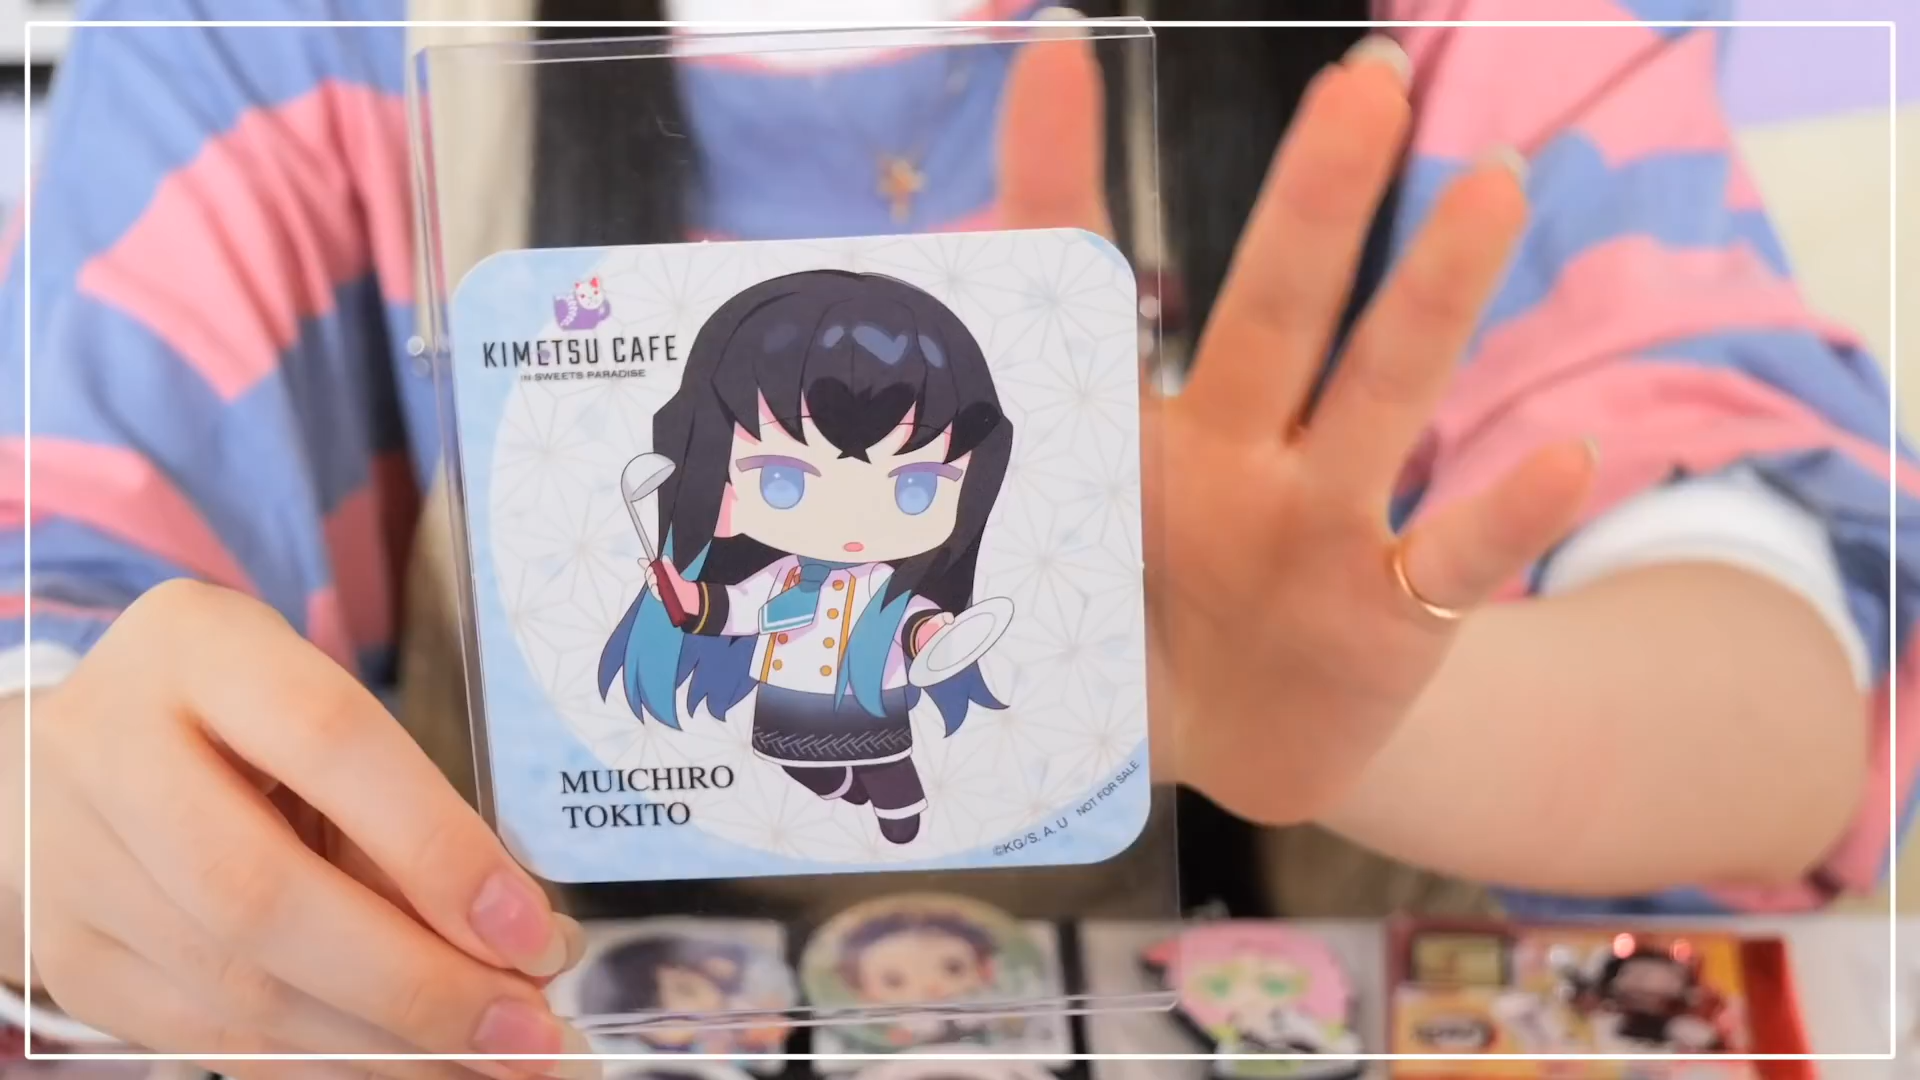 KIMETSU CAFE
IN SWEETS PARADISE
MUICHIRO
TOKITO
©KG/S. A. U NOT FOR SALE